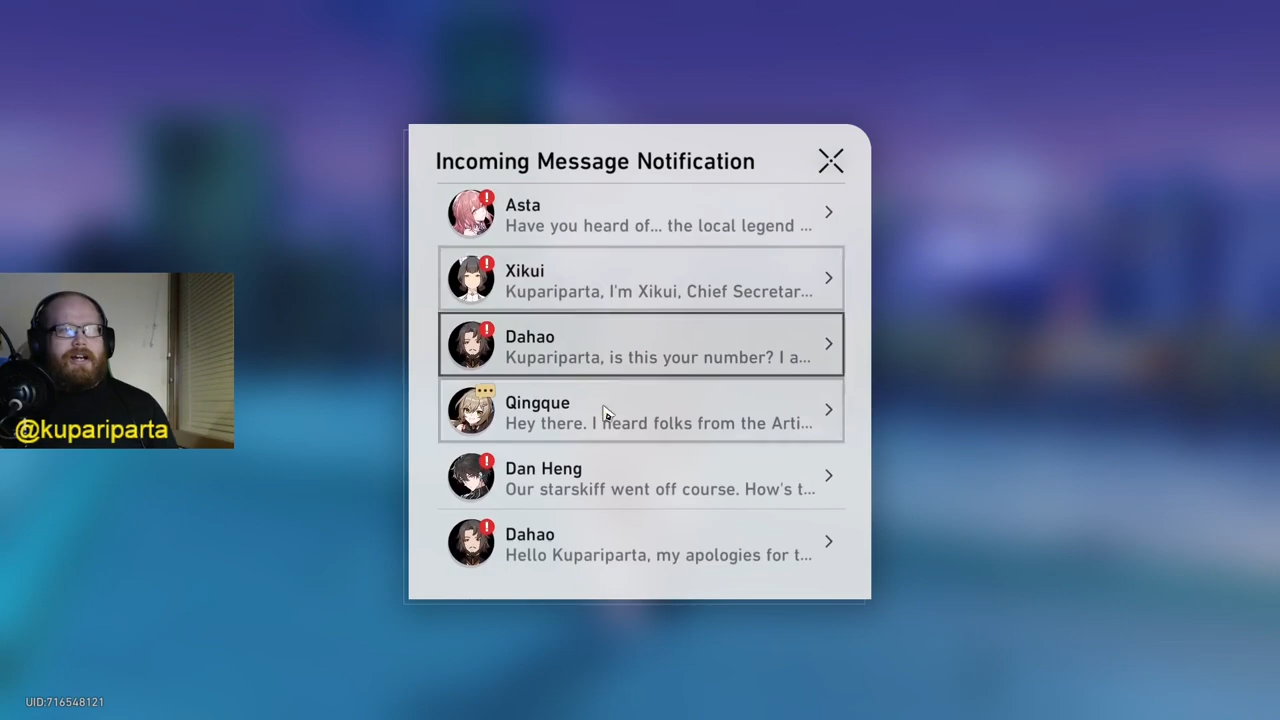 Incoming Message Notification
Asta
Have you heard of... the local legend ...
Xikui
Kupariparta, I'm Xikui, Chief Secretar...
Dahao
Kupariparta, is this your number? I a...
Qingque
Hey there. I heard folks from the Arti...
Dan Heng
Our starskiff went off course. How's t...
Dahao
Hello Kupariparta, my apologies for t...
@kupariparta
UID:716548121